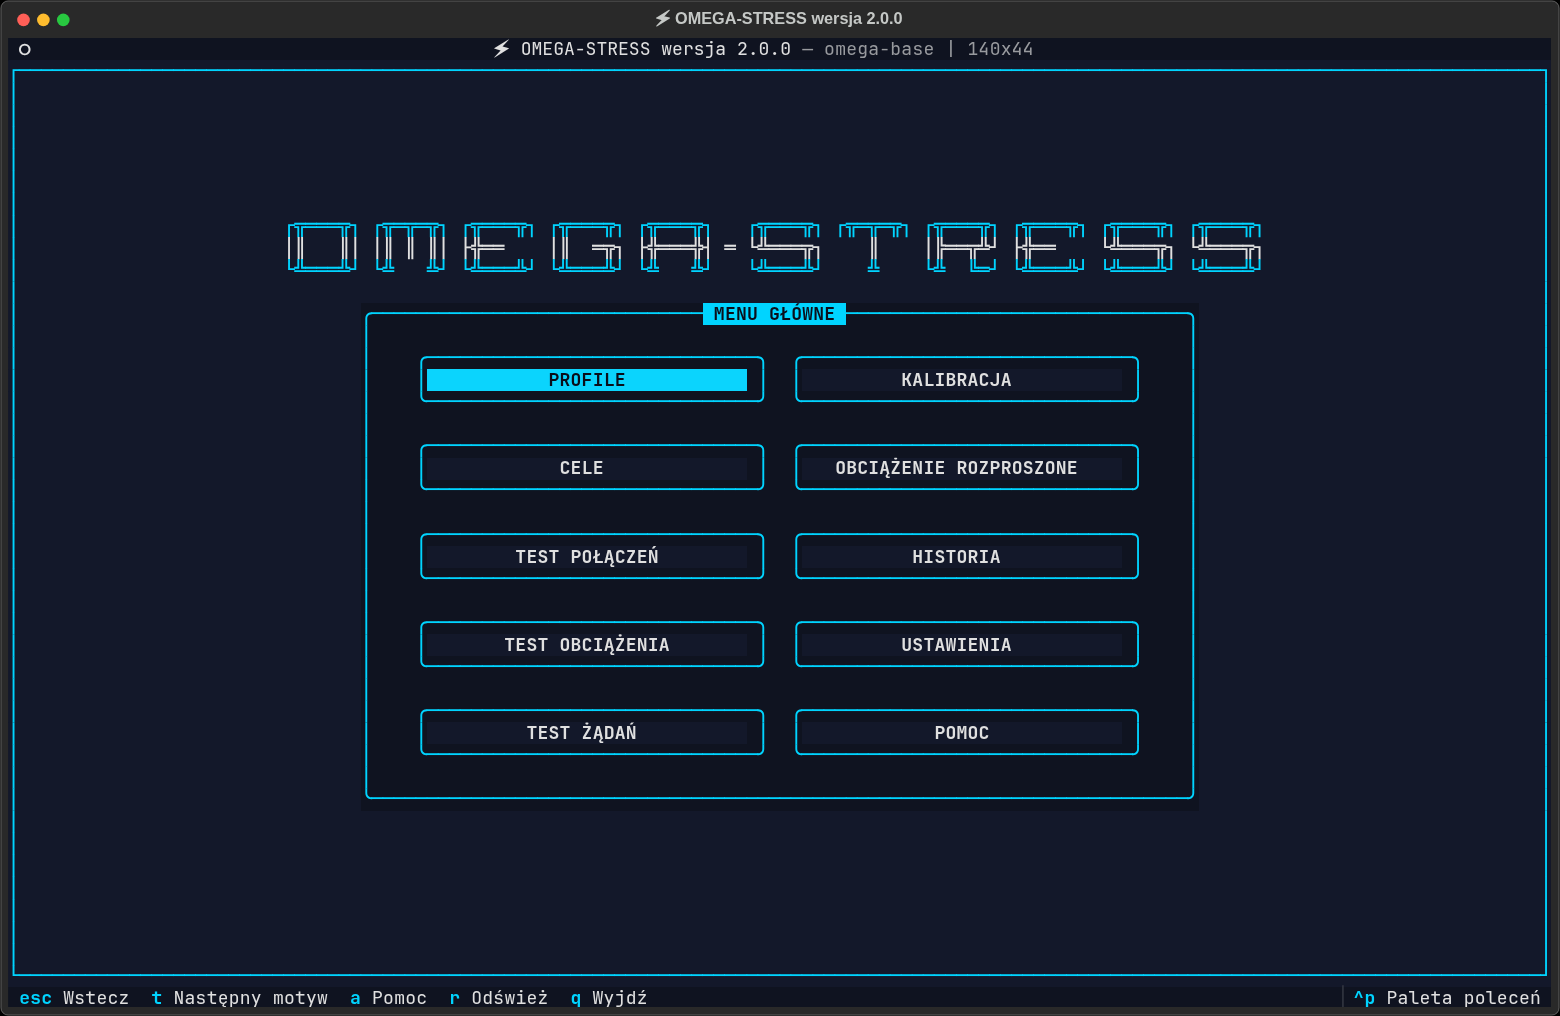 ⚡ OMEGA-STRESS wersja 2.0.0
⚡ OMEGA-STRESS wersja 2.0.0 — omega-base | 140x44
OMEGA-STRESS
MENU GŁÓWNE
PROFILE
KALIBRACJA
CELE
OBCIĄŻENIE ROZPROSZONE
TEST POŁĄCZEŃ
HISTORIA
TEST OBCIĄŻENIA
USTAWIENIA
TEST ŻĄDAŃ
POMOC
esc Wstecz t Następny motyw a Pomoc r Odśwież q Wyjdź ^p Paleta poleceń